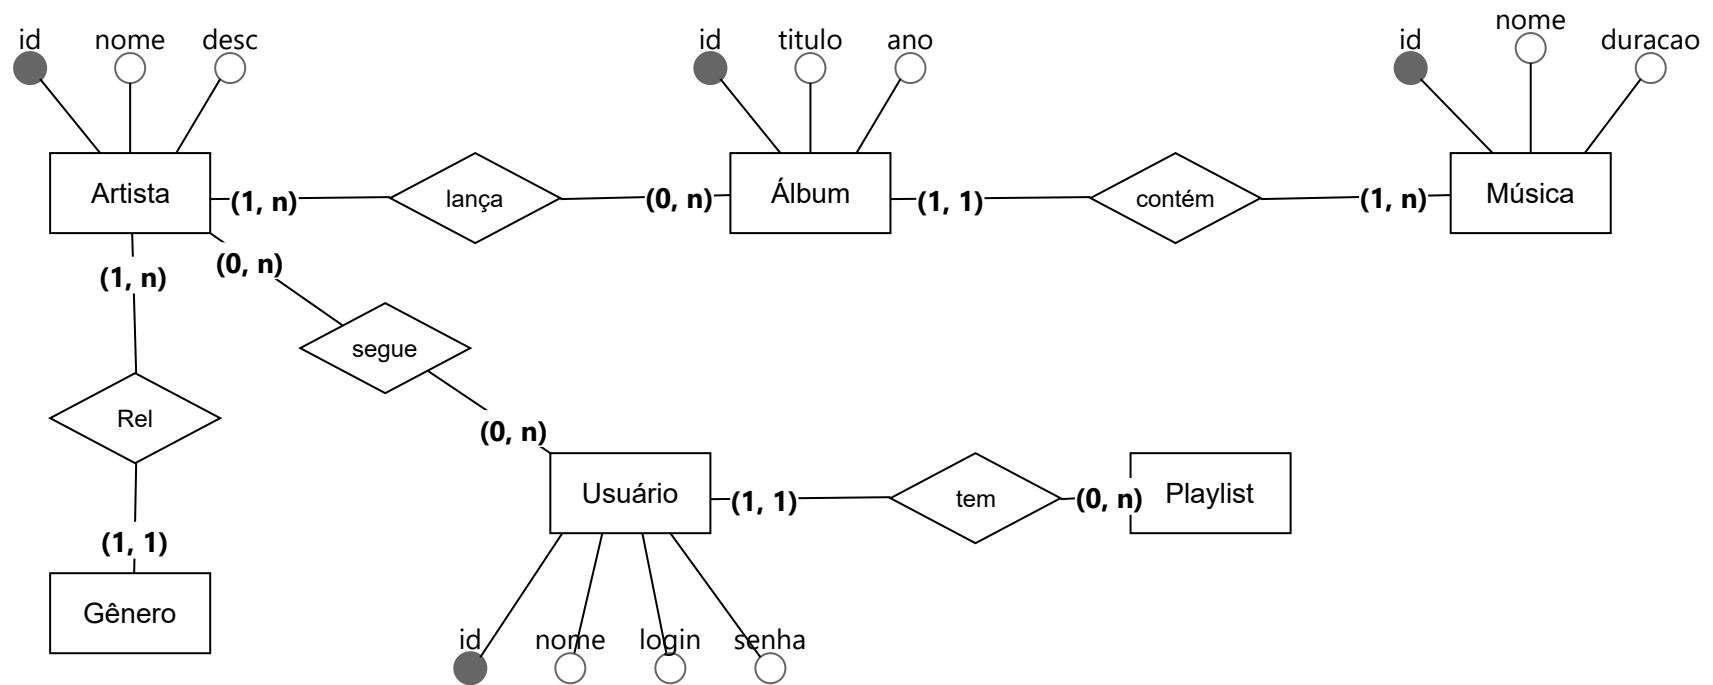 id nome desc
id titulo ano
id nome duracao
Artista (1, n) lança (0, n) Álbum (1, 1) contém (1, n) Música
(1, n) (0, n)
segue
Rel
(0, n)
Usuário (1, 1) tem (0, n) Playlist
(1, 1)
Gênero
id nome login senha